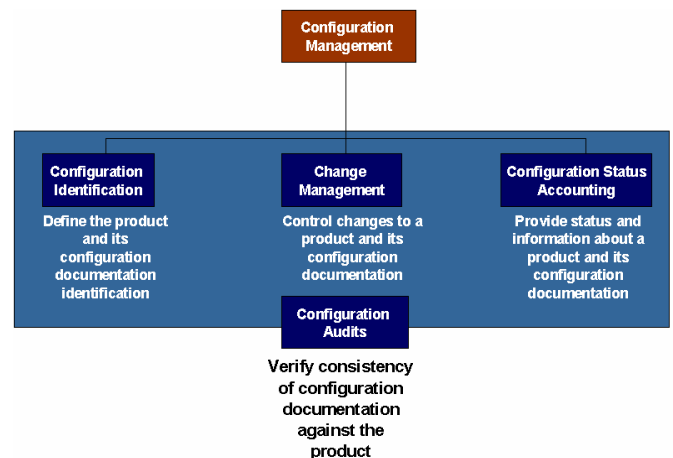 Configuration
Management
Configuration
Identification
Define the product
and its
configuration
documentation
identification
Change
Management
Control changes to a
product and its
configuration
documentation
Configuration Status
Accounting
Provide status and
information about a
product and its
configuration
documentation
Configuration
Audits
Verify consistency
of configuration
documentation
against the
product